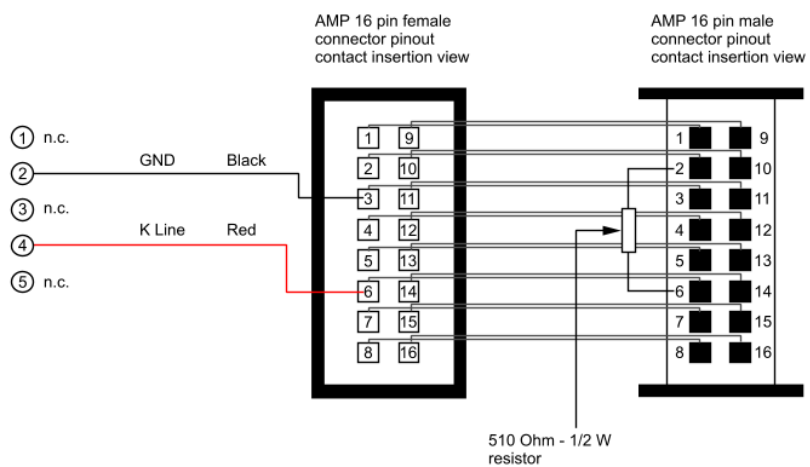 AMP 16 pin female
connector pinout
contact insertion view
AMP 16 pin male
connector pinout
contact insertion view
1 n.c.
2 GND Black
3 n.c.
4 K Line Red
5 n.c.
1 9
2 10
3 11
4 12
5 13
6 14
7 15
8 16
1 9
2 10
3 11
4 12
5 13
6 14
7 15
8 16
510 Ohm - 1/2 W
resistor